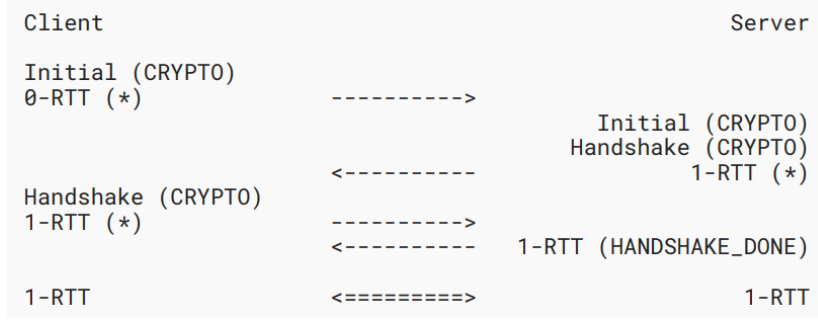 Client Server
Initial (CRYPTO)
0-RTT (*) ---------->
Initial (CRYPTO)
Handshake (CRYPTO)
<---------- 1-RTT (*)
Handshake (CRYPTO)
1-RTT (*) ---------->
<---------- 1-RTT (HANDSHAKE_DONE)
1-RTT <=========> 1-RTT